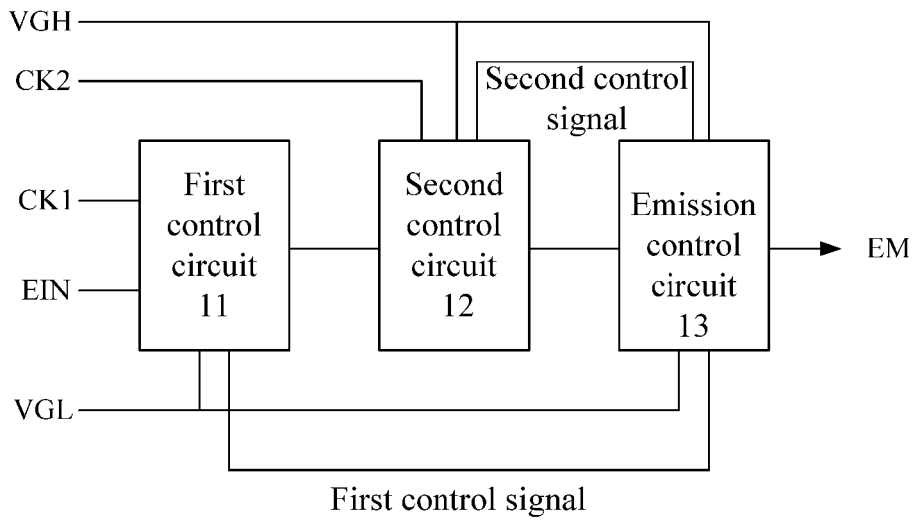 VGH
CK2
Second control
signal
CK1
EIN
First
control
circuit
11
Second
control
circuit
12
Emission
control
circuit
13
EM
VGL
First control signal